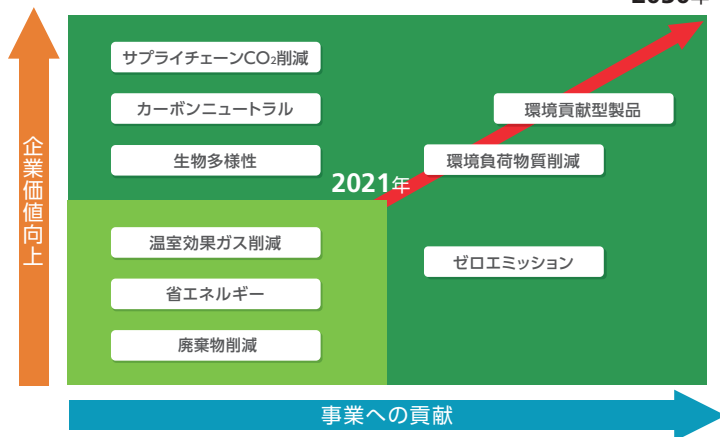 サプライチェーンCO₂削減
カーボンニュートラル
生物多様性
2021年
温室効果ガス削減
省エネルギー
廃棄物削減
環境貢献型製品
環境負荷物質削減
ゼロエミッション
企業価値向上
事業への貢献